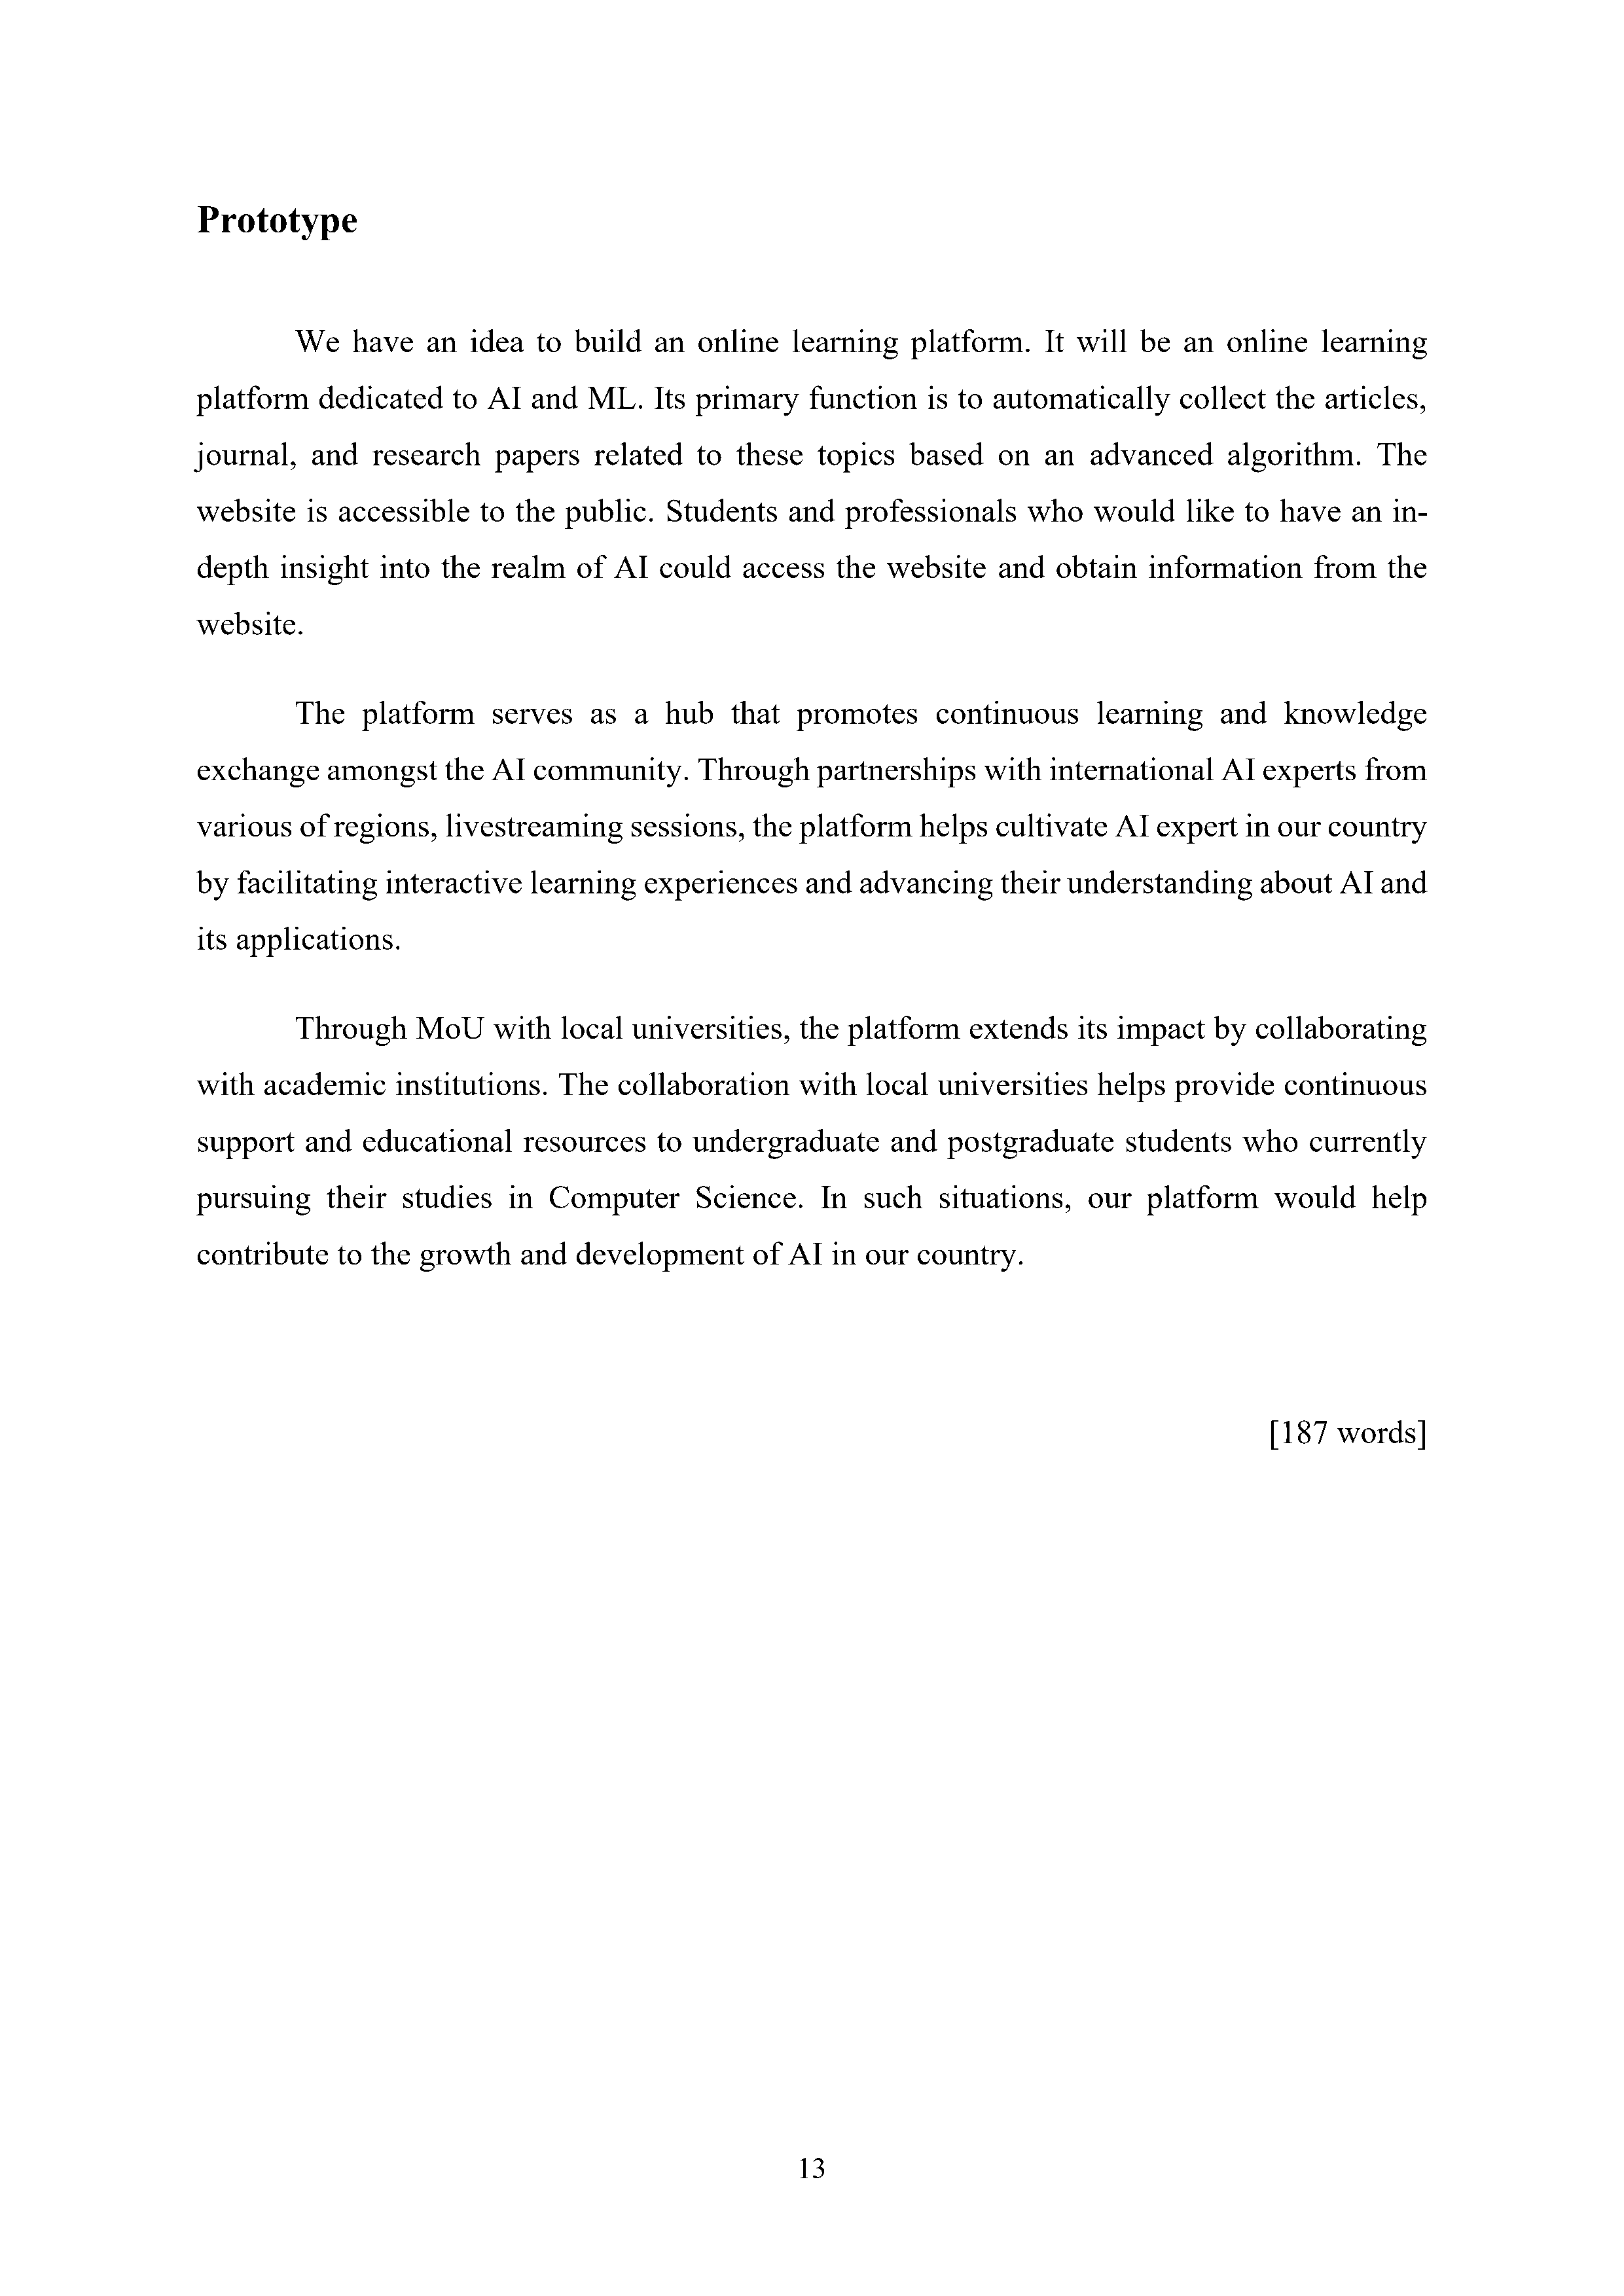 Prototype
We have an idea to build an online learning platform. It will be an online learning
platform dedicated to AI and ML. Its primary function is to automatically collect the articles,
journal, and research papers related to these topics based on an advanced algorithm. The
website is accessible to the public. Students and professionals who would like to have an in-
depth insight into the realm of AI could access the website and obtain information from the
website.
The platform serves as a hub that promotes continuous learning and knowledge
exchange amongst the AI community. Through partnerships with international AI experts from
various of regions, livestreaming sessions, the platform helps cultivate AI expert in our country
by facilitating interactive learning experiences and advancing their understanding about AI and
its applications.
Through MoU with local universities, the platform extends its impact by collaborating
with academic institutions. The collaboration with local universities helps provide continuous
support and educational resources to undergraduate and postgraduate students who currently
pursuing their studies in Computer Science. In such situations, our platform would help
contribute to the growth and development of AI in our country.
[187 words]
13